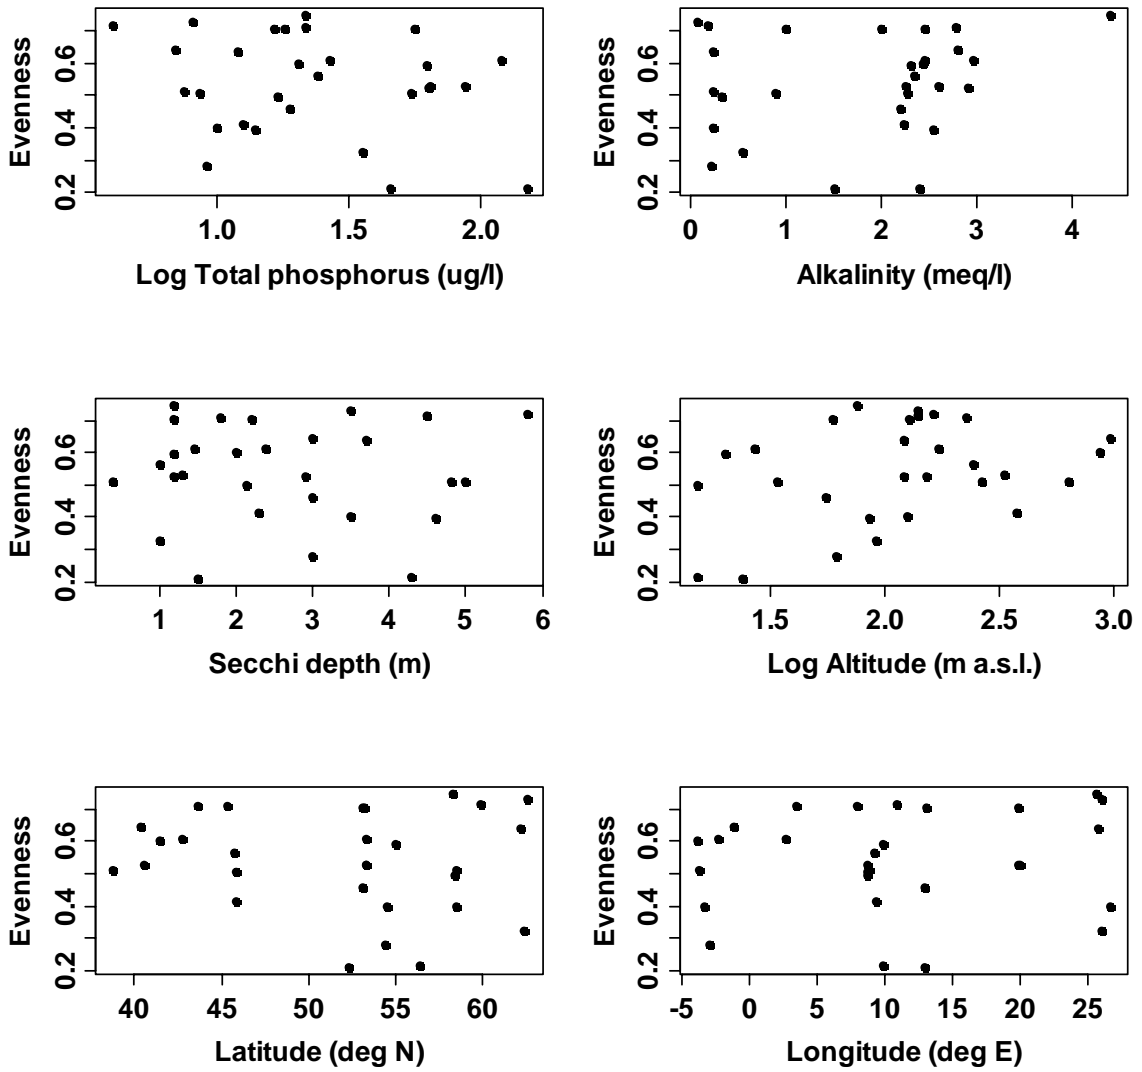 Evenness
0.2 0.4 0.6
1.0 1.5 2.0
Log Total phosphorus (ug/l)
Evenness
0.2 0.4 0.6
0 1 2 3 4
Alkalinity (meq/l)
Evenness
0.2 0.4 0.6
1 2 3 4 5 6
Secchi depth (m)
Evenness
0.2 0.4 0.6
1.5 2.0 2.5 3.0
Log Altitude (m a.s.l.)
Evenness
0.2 0.4 0.6
40 45 50 55 60
Latitude (deg N)
Evenness
0.2 0.4 0.6
-5 0 5 10 15 20 25
Longitude (deg E)